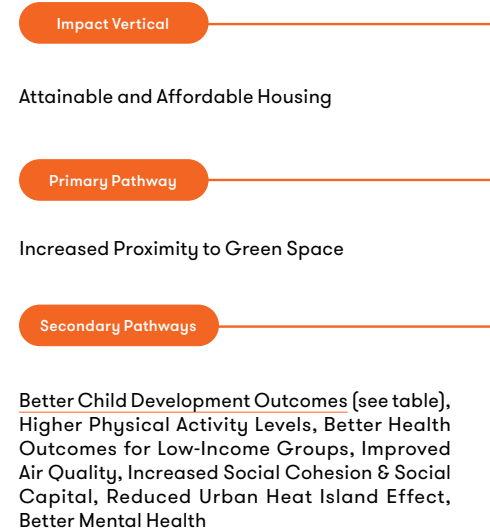 Impact Vertical
Attainable and Affordable Housing
Primary Pathway
Increased Proximity to Green Space
Secondary Pathways
Better Child Development Outcomes (see table),
Higher Physical Activity Levels, Better Health
Outcomes for Low-Income Groups, Improved
Air Quality, Increased Social Cohesion & Social
Capital, Reduced Urban Heat Island Effect,
Better Mental Health